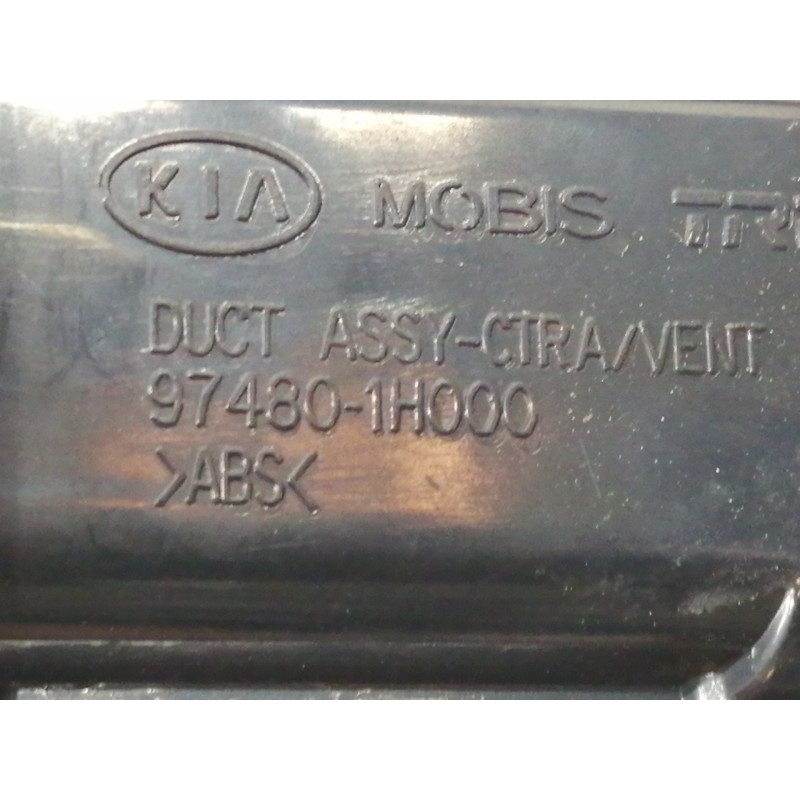 KIA MOBIS
DUCT ASSY-CTRA/VENT
97480-1H000
>ABS<